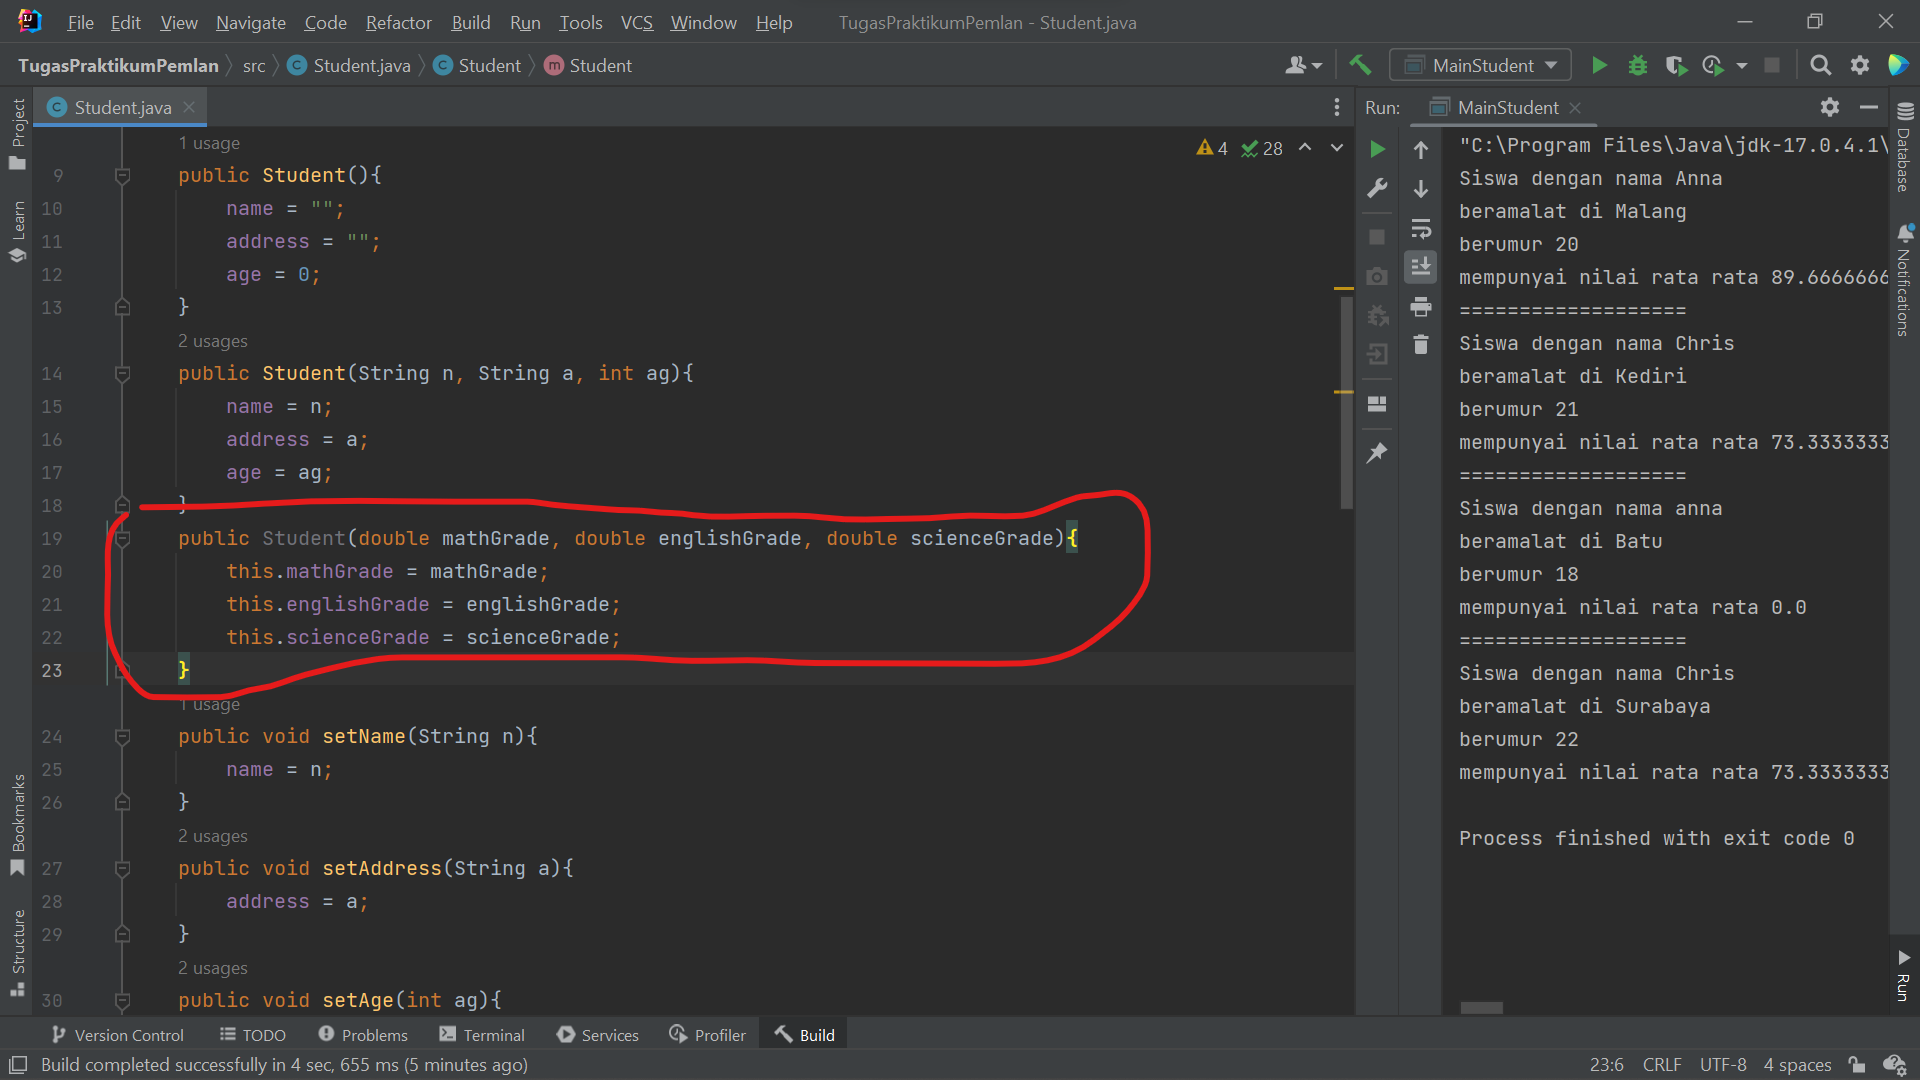 File Edit View Navigate Code Refactor Build Run Tools VCS Window Help TugasPraktikumPemlan - Student.java
TugasPraktikumPemlan src Student.java Student Student MainStudent
Student.java
Run: MainStudent
Project
Learn
Bookmarks
Structure
4 28
1 usage
9 public Student(){
10 name = "";
11 address = "";
12 age = 0;
13 }
2 usages
14 public Student(String n, String a, int ag){
15 name = n;
16 address = a;
17 age = ag;
18 }
19 public Student(double mathGrade, double englishGrade, double scienceGrade){
20 this.mathGrade = mathGrade;
21 this.englishGrade = englishGrade;
22 this.scienceGrade = scienceGrade;
23 }
1 usage
24 public void setName(String n){
25 name = n;
26 }
2 usages
27 public void setAddress(String a){
28 address = a;
29 }
2 usages
30 public void setAge(int ag){
"C:\Program Files\Java\jdk-17.0.4.1\
Siswa dengan nama Anna
beramalat di Malang
berumur 20
mempunyai nilai rata rata 89.6666666
===================
Siswa dengan nama Chris
beramalat di Kediri
berumur 21
mempunyai nilai rata rata 73.3333333
===================
Siswa dengan nama anna
beramalat di Batu
berumur 18
mempunyai nilai rata rata 0.0
===================
Siswa dengan nama Chris
beramalat di Surabaya
berumur 22
mempunyai nilai rata rata 73.3333333
Process finished with exit code 0
Database
Notifications
Run
Version Control TODO Problems Terminal Services Profiler Build
Build completed successfully in 4 sec, 655 ms (5 minutes ago) 23:6 CRLF UTF-8 4 spaces